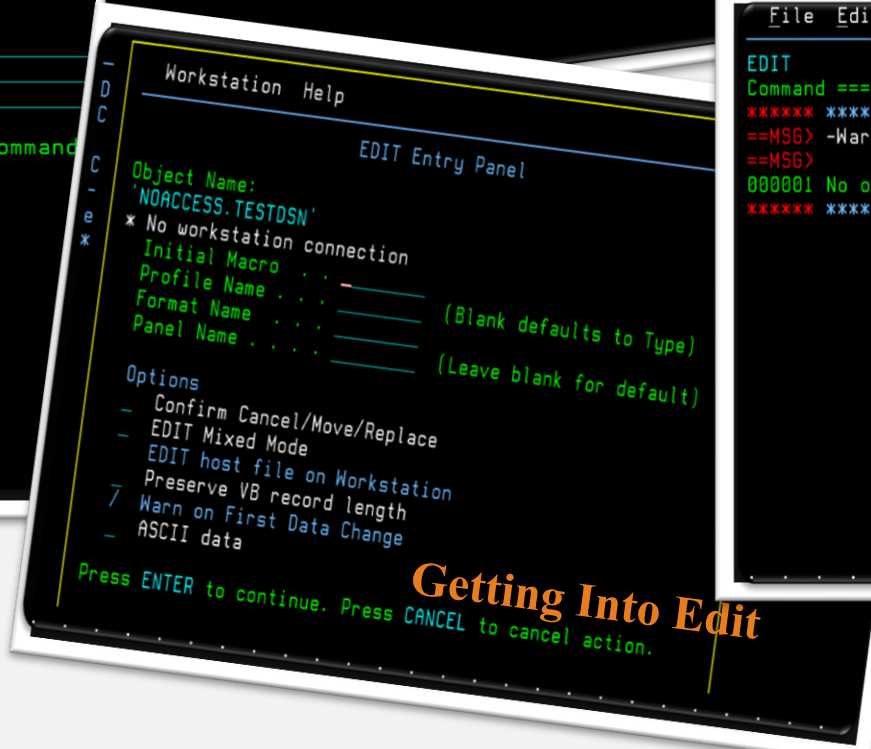 ommand
- 
D
C
C
-
e
*
Workstation Help
EDIT Entry Panel
Object Name:
'NOACCESS.TESTDSN'
* No workstation connection
Initial Macro . .
Profile Name . . . (Blank defaults to Type)
Format Name . . .
Panel Name . . . . (Leave blank for default)
Options
_ Confirm Cancel/Move/Replace
_ EDIT Mixed Mode
EDIT host file on Workstation
_ Preserve VB record length
/ Warn on First Data Change
_ ASCII data
Press ENTER to continue. Press CANCEL to cancel action.
Getting Into Edit
File Edi
EDIT
Command ===
****** ****
==MSG> -War
==MSG>
000001 No o
****** ****